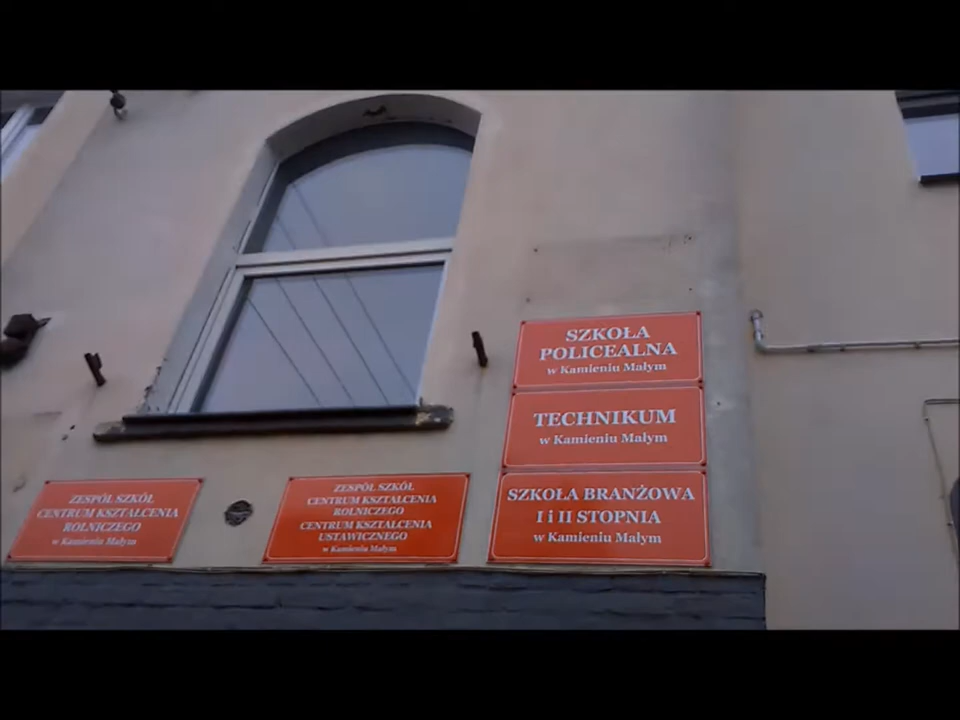 SZKOŁA
POLICEALNA
w Kamieniu Małym
TECHNIKUM
w Kamieniu Małym
SZKOŁA BRANŻOWA
I i II STOPNIA
w Kamieniu Małym
ZESPÓŁ SZKÓŁ
CENTRUM KSZTAŁCENIA
ROLNICZEGO
w Kamieniu Małym
ZESPÓŁ SZKÓŁ
CENTRUM KSZTAŁCENIA
ROLNICZEGO
CENTRUM KSZTAŁCENIA
USTAWICZNEGO
w Kamieniu Małym